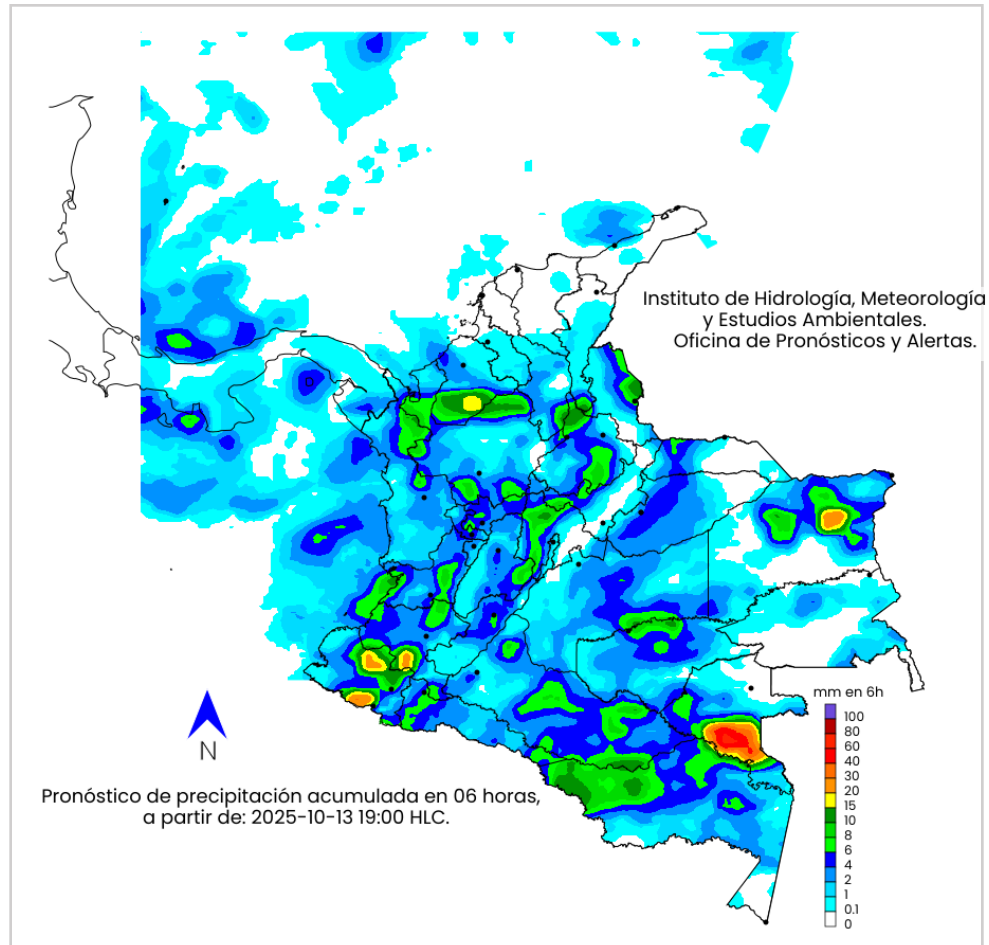 Instituto de Hidrología, Meteorología
y Estudios Ambientales.
Oficina de Pronósticos y Alertas.
mm en 6h
100
80
60
40
30
20
15
10
8
6
4
2
1
0.1
0
N
Pronóstico de precipitación acumulada en 06 horas,
a partir de: 2025-10-13 19:00 HLC.